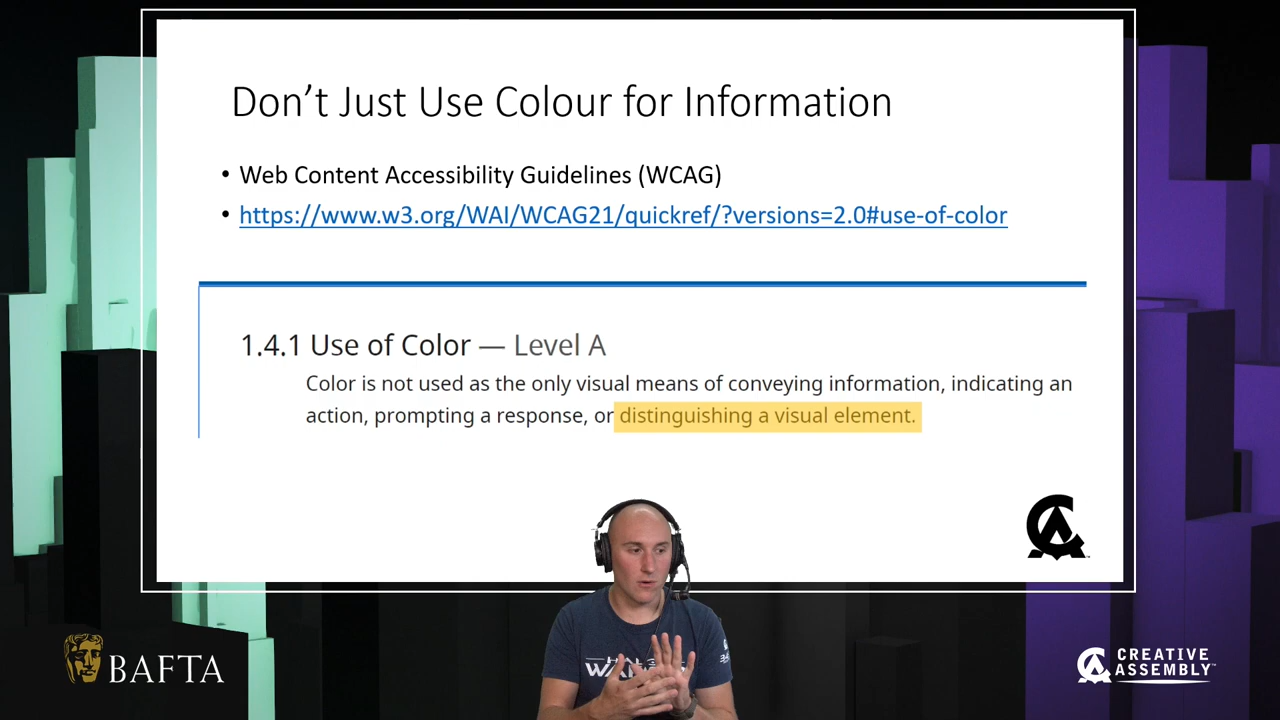 Don’t Just Use Colour for Information
• Web Content Accessibility Guidelines (WCAG)
• https://www.w3.org/WAI/WCAG21/quickref/?versions=2.0#use-of-color
1.4.1 Use of Color — Level A
Color is not used as the only visual means of conveying information, indicating an
action, prompting a response, or distinguishing a visual element.
BAFTA
CREATIVE
ASSEMBLY™